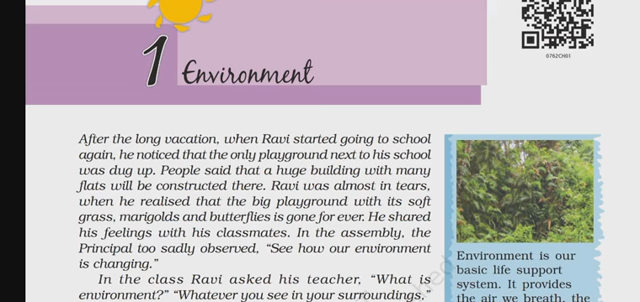 0762CH01
1 Environment
After the long vacation, when Ravi started going to school
again, he noticed that the only playground next to his school
was dug up. People said that a huge building with many
flats will be constructed there. Ravi was almost in tears,
when he realised that the big playground with its soft
grass, marigolds and butterflies is gone for ever. He shared
his feelings with his classmates. In the assembly, the
Principal too sadly observed, “See how our environment
is changing.”
In the class Ravi asked his teacher, “What is
environment?” “Whatever you see in your surroundings,”
Environment is our
basic life support
system. It provides
the air we breath, the